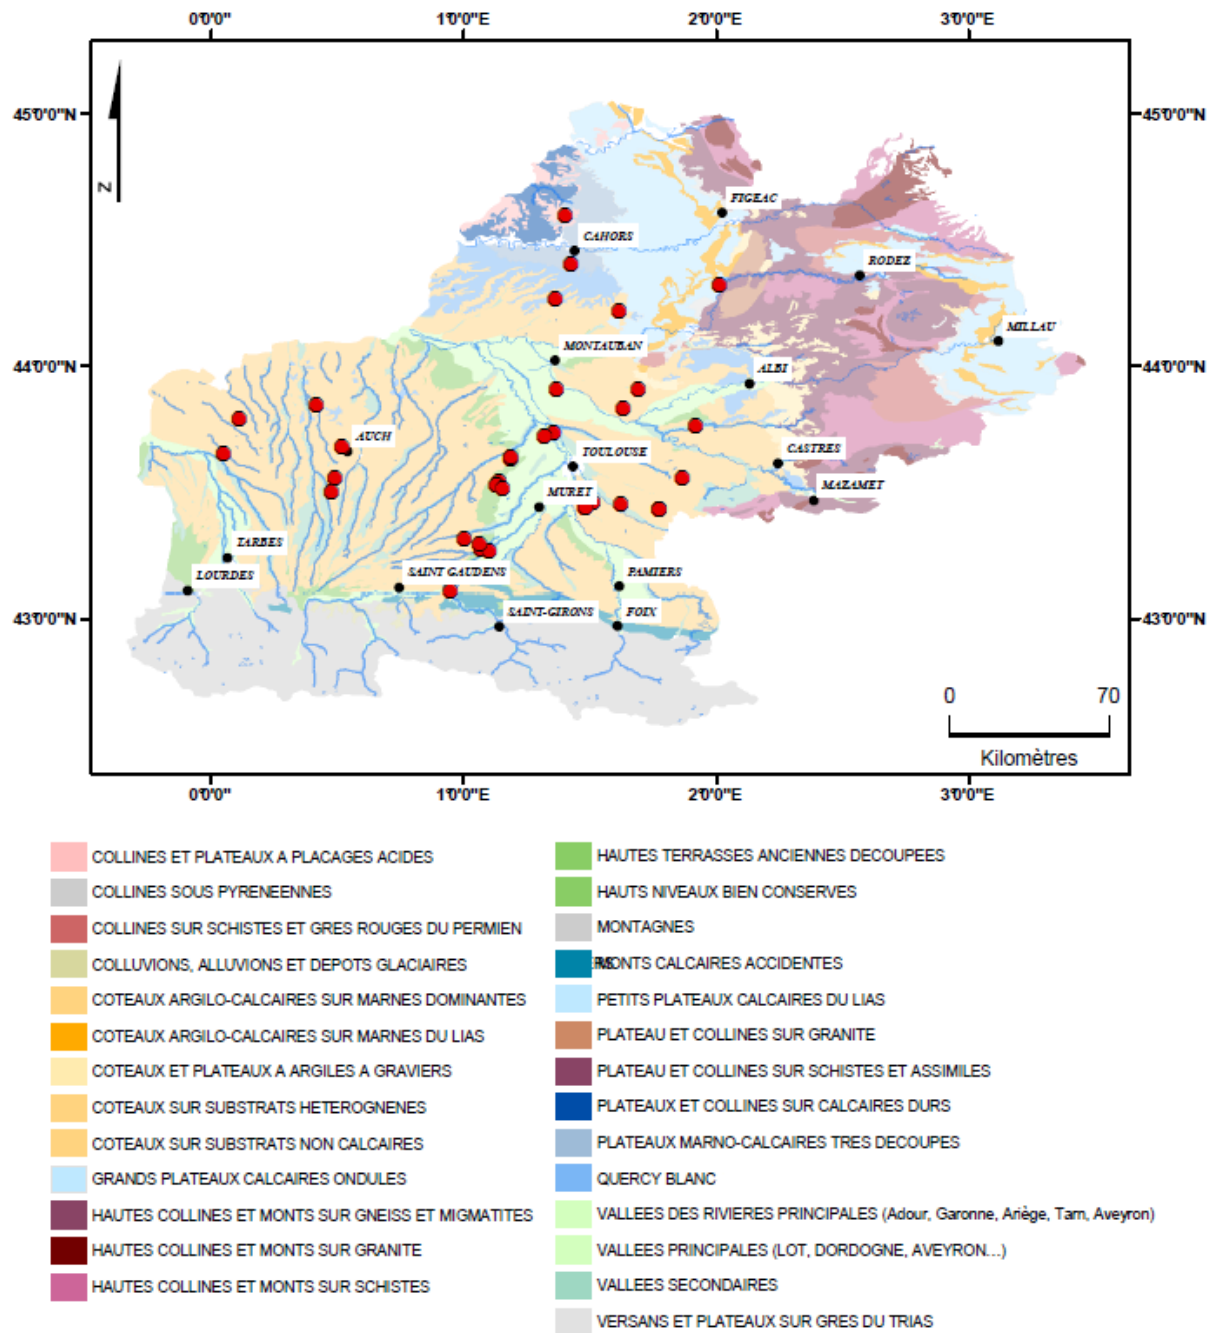 0°0'0" 1°0'0"E 2°0'0"E 3°0'0"E
45°0'0"N 45°0'0"N
N
FIGEAC
CAHORS
RODEZ
MILLAU
MONTAUBAN
44°0'0"N 44°0'0"N
ALBI
AUCH
TOULOUSE
CASTRES
MURET
MAZAMET
TARBES
LOURDES
SAINT GAUDENS
PAMIERS
SAINT-GIRONS
FOIX
43°0'0"N 43°0'0"N
0 70
Kilomètres
0°0'0" 1°0'0"E 2°0'0"E 3°0'0"E
COLLINES ET PLATEAUX A PLACAGES ACIDES
COLLINES SOUS PYRENEENNES
COLLINES SUR SCHISTES ET GRES ROUGES DU PERMIEN
COLLUVIONS, ALLUVIONS ET DEPOTS GLACIAIRES
COTEAUX ARGILO-CALCAIRES SUR MARNES DOMINANTES
COTEAUX ARGILO-CALCAIRES SUR MARNES DU LIAS
COTEAUX ET PLATEAUX A ARGILES A GRAVIERS
COTEAUX SUR SUBSTRATS HETEROGNENES
COTEAUX SUR SUBSTRATS NON CALCAIRES
GRANDS PLATEAUX CALCAIRES ONDULES
HAUTES COLLINES ET MONTS SUR GNEISS ET MIGMATITES
HAUTES COLLINES ET MONTS SUR GRANITE
HAUTES COLLINES ET MONTS SUR SCHISTES
HAUTES TERRASSES ANCIENNES DECOUPEES
HAUTS NIVEAUX BIEN CONSERVES
MONTAGNES
MONTS CALCAIRES ACCIDENTES
PETITS PLATEAUX CALCAIRES DU LIAS
PLATEAU ET COLLINES SUR GRANITE
PLATEAU ET COLLINES SUR SCHISTES ET ASSIMILES
PLATEAUX ET COLLINES SUR CALCAIRES DURS
PLATEAUX MARNO-CALCAIRES TRES DECOUPES
QUERCY BLANC
VALLEES DES RIVIERES PRINCIPALES (Adour, Garonne, Ariège, Tarn, Aveyron)
VALLEES PRINCIPALES (LOT, DORDOGNE, AVEYRON...)
VALLEES SECONDAIRES
VERSANS ET PLATEAUX SUR GRES DU TRIAS